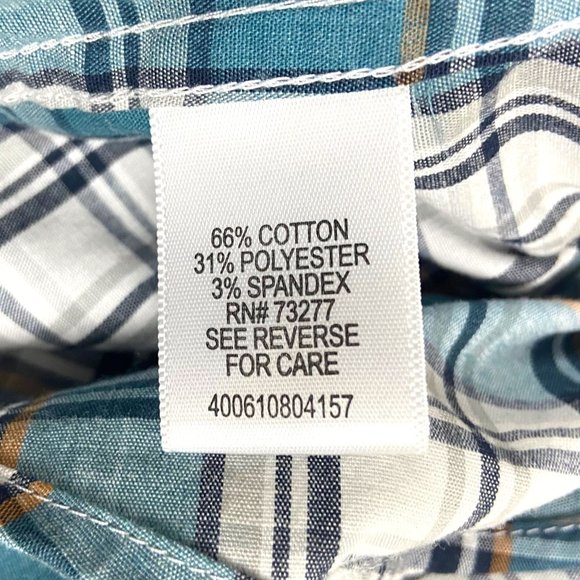 66% COTTON
31% POLYESTER
3% SPANDEX
RN# 73277
SEE REVERSE
FOR CARE
400610804157